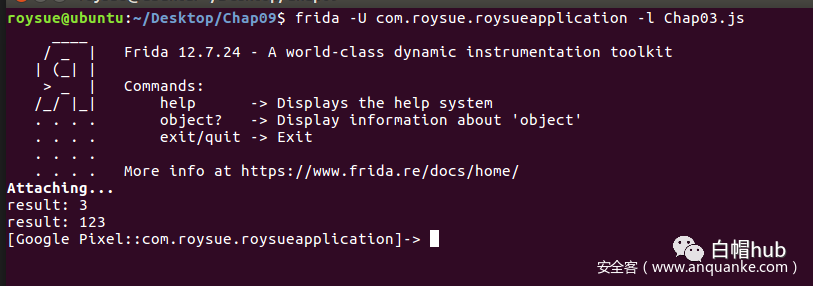 roysue@ubuntu:~/Desktop/Chap09$ frida -U com.roysue.roysueapplication -l Chap03.js
     ____
    / _  |   Frida 12.7.24 - A world-class dynamic instrumentation toolkit
   | (_| |
    > _  |   Commands:
   /_/ |_|       help      -> Displays the help system
   . . . .       object?   -> Display information about 'object'
   . . . .       exit/quit -> Exit
   . . . .
   . . . .   More info at https://www.frida.re/docs/home/
Attaching...
result: 3
result: 123
[Google Pixel::com.roysue.roysueapplication]->
白帽hub
安全客（www.anquanke.com）